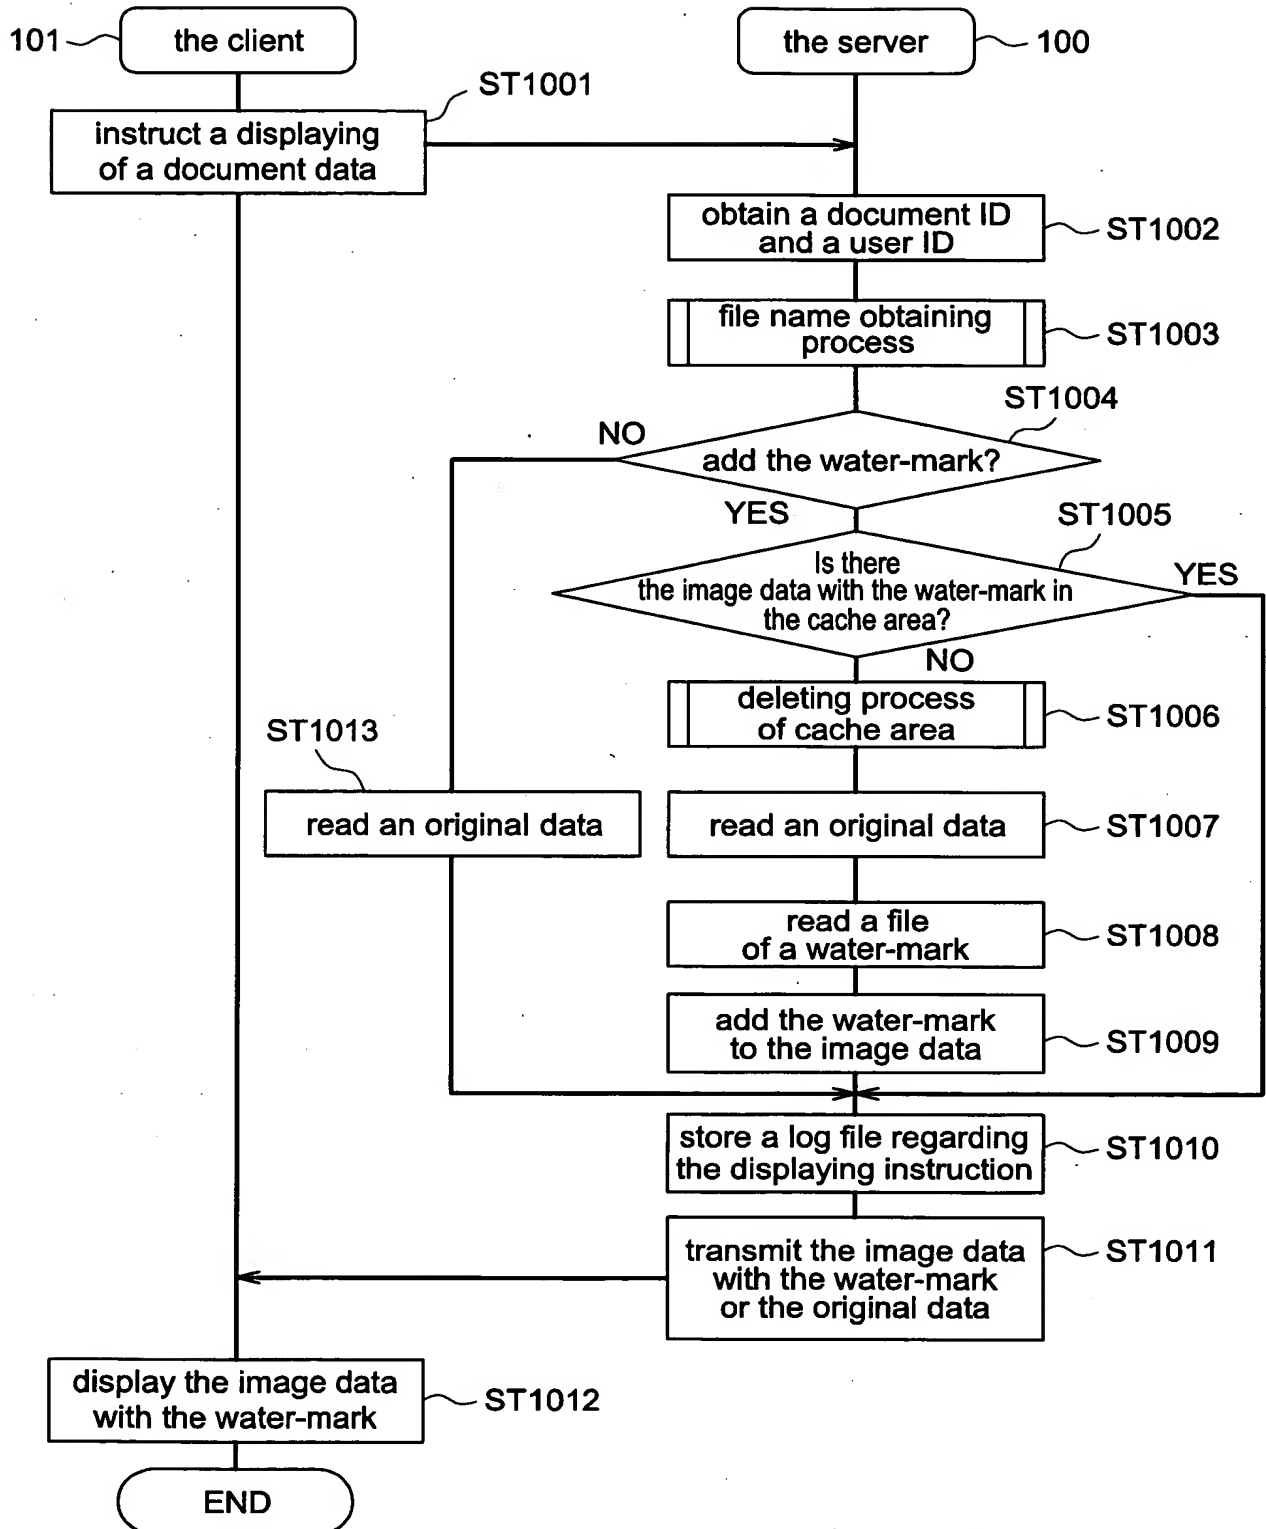 101
the client
the server
100
ST1001
instruct a displaying
of a document data
obtain a document ID
and a user ID
ST1002
file name obtaining
process
ST1003
ST1004
NO
add the water-mark?
YES
ST1005
Is there
the image data with the water-mark in
the cache area?
YES
NO
deleting process
of cache area
ST1006
ST1013
read an original data
read an original data
ST1007
read a file
of a water-mark
ST1008
add the water-mark
to the image data
ST1009
store a log file regarding
the displaying instruction
ST1010
transmit the image data
with the water-mark
or the original data
ST1011
display the image data
with the water-mark
ST1012
END